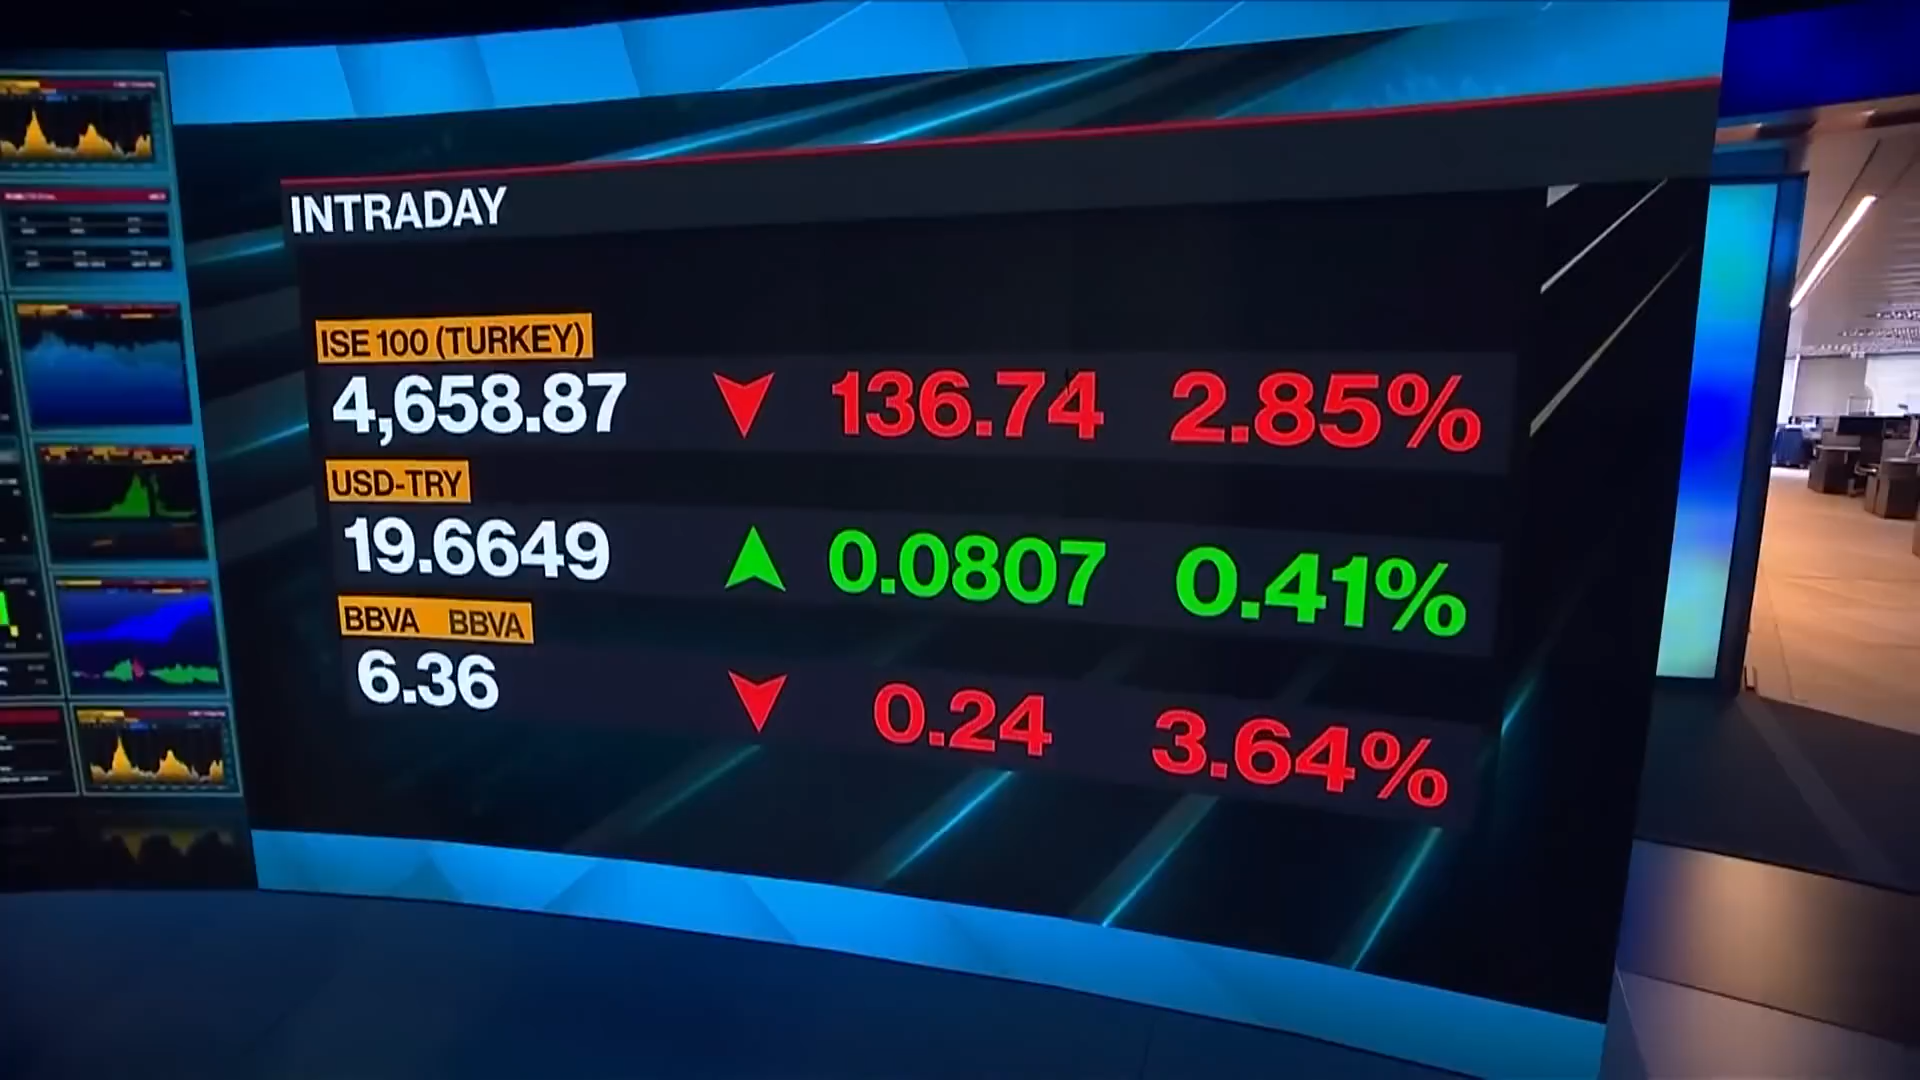 INTRADAY
ISE 100 (TURKEY)
4,658.87 ▼ 136.74 2.85%
USD-TRY
19.6649 ▲ 0.0807 0.41%
BBVA BBVA
6.36 ▼ 0.24 3.64%